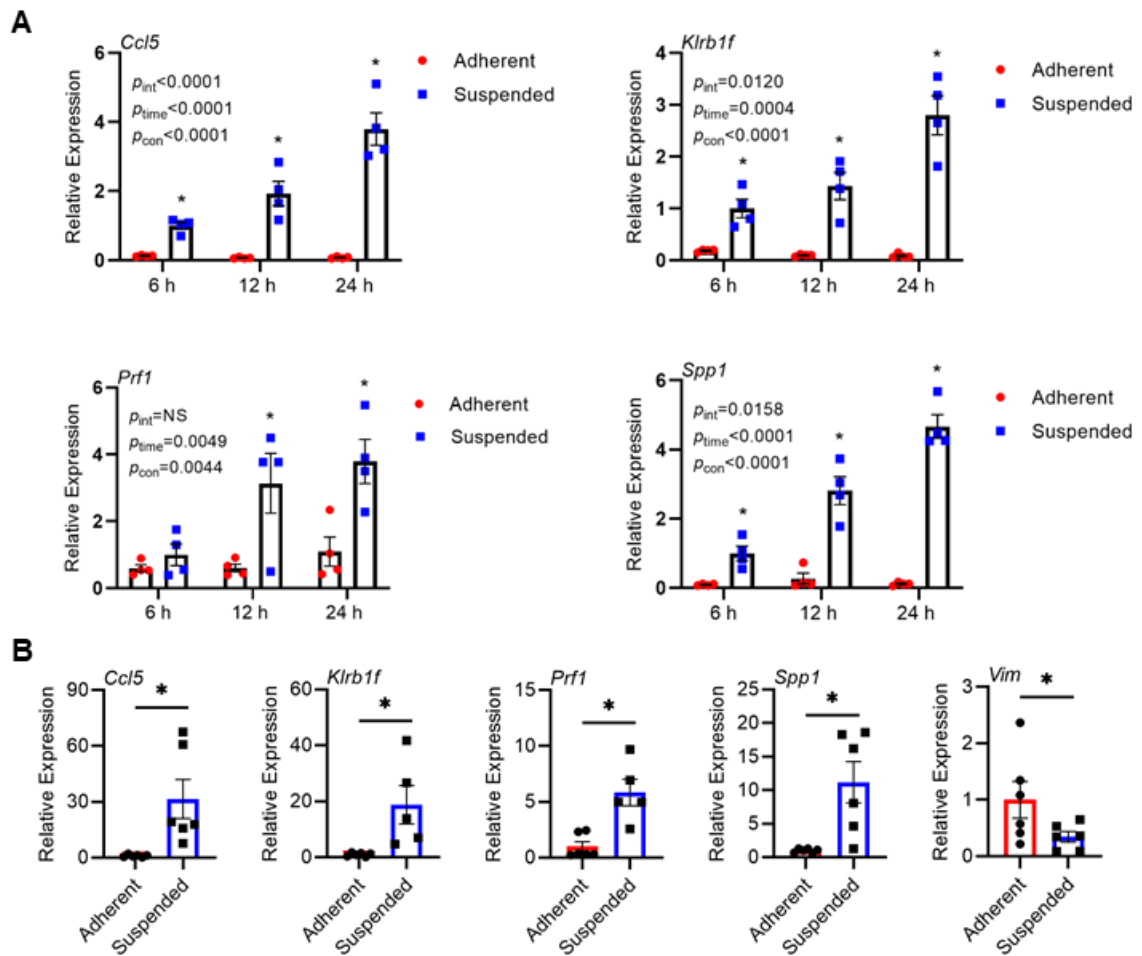 A
Ccl5
Relative Expression
6
4
2
0
p_int<0.0001
p_time<0.0001
p_con<0.0001
*
*
*
6 h
12 h
24 h
Adherent
Suspended
Klrb1f
Relative Expression
4
3
2
1
0
p_int=0.0120
p_time=0.0004
p_con<0.0001
*
*
*
6 h
12 h
24 h
Adherent
Suspended
Prf1
Relative Expression
6
4
2
0
p_int=NS
p_time=0.0049
p_con=0.0044
*
*
6 h
12 h
24 h
Adherent
Suspended
Spp1
Relative Expression
6
4
2
0
p_int=0.0158
p_time<0.0001
p_con<0.0001
*
*
*
6 h
12 h
24 h
Adherent
Suspended
B
Ccl5
Relative Expression
90
60
30
0
*
Adherent
Suspended
Klrb1f
Relative Expression
60
40
20
0
*
Adherent
Suspended
Prf1
Relative Expression
15
10
5
0
*
Adherent
Suspended
Spp1
Relative Expression
25
20
15
10
5
0
*
Adherent
Suspended
Vim
Relative Expression
3
2
1
0
*
Adherent
Suspended